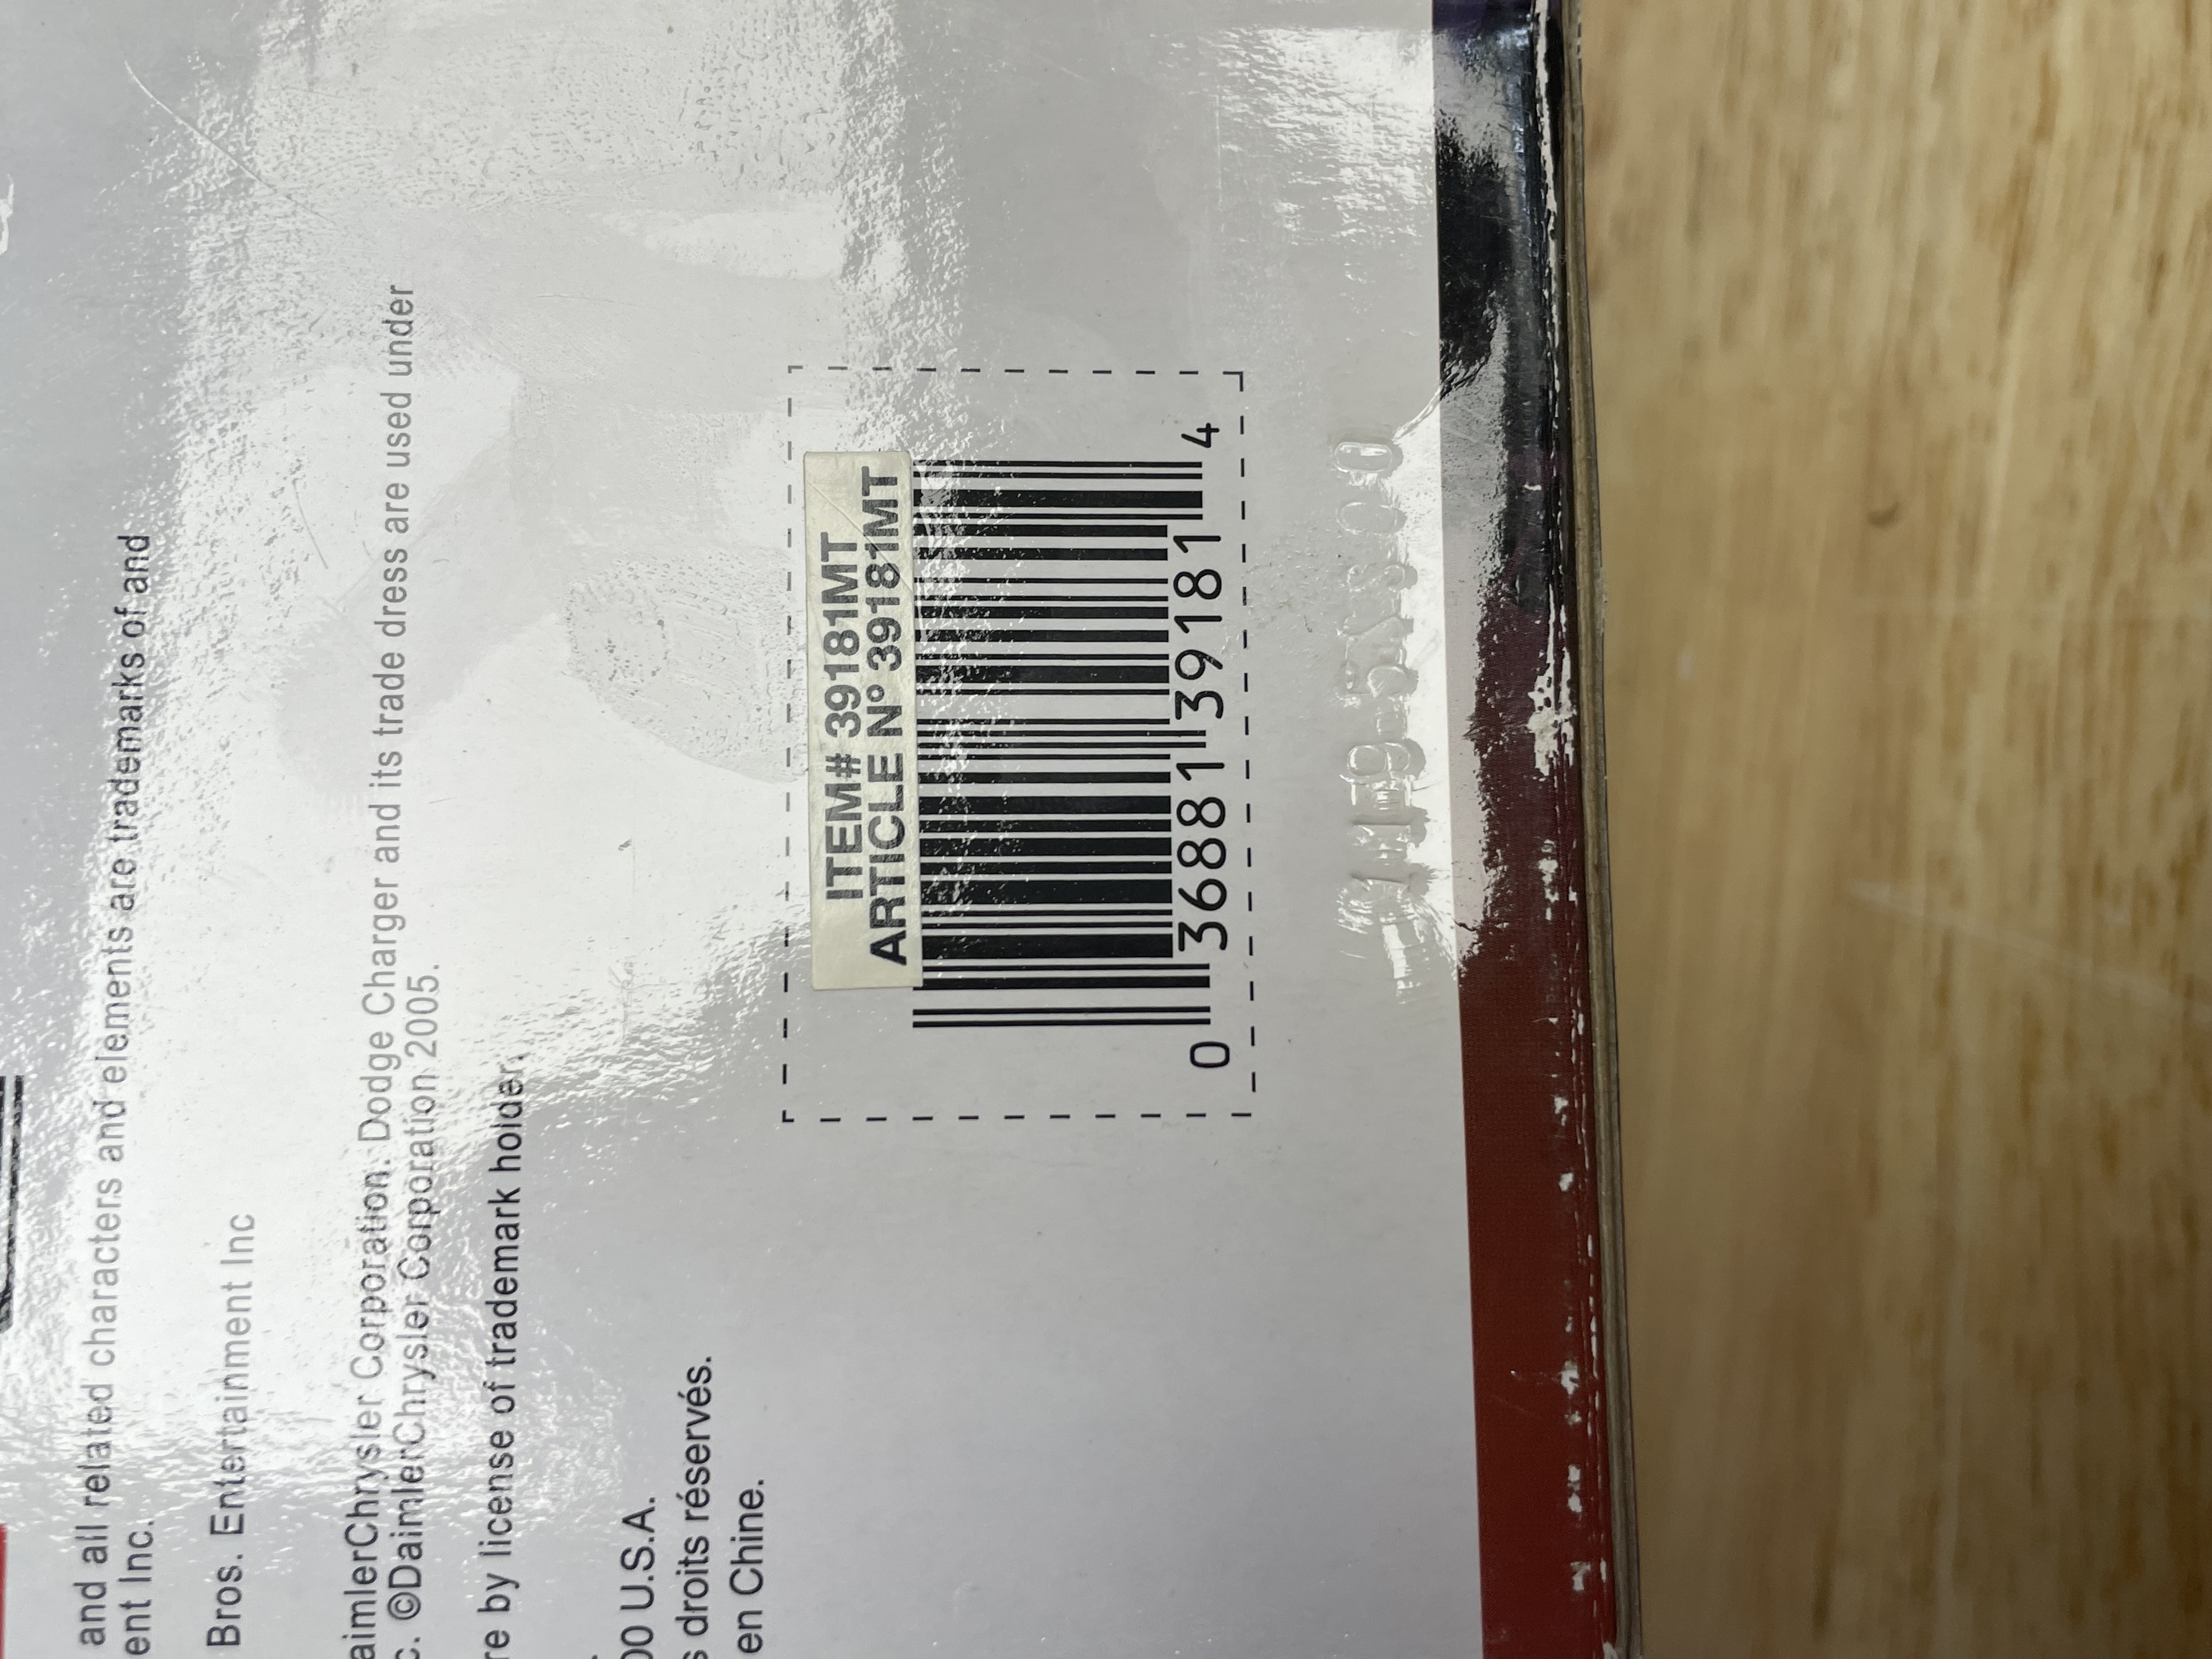 and all related characters and elements are trademarks of and
ent Inc.
Bros. Entertainment Inc
aimlerChrysler Corporation. Dodge Charger and its trade dress are used under
c. ©DaimlerChrysler Corporation 2005.
re by license of trademark holder.
00 U.S.A.
s droits réservés.
en Chine.
ITEM# 39181MT
ARTICLE Nº 39181MT
0 36881 39181 4